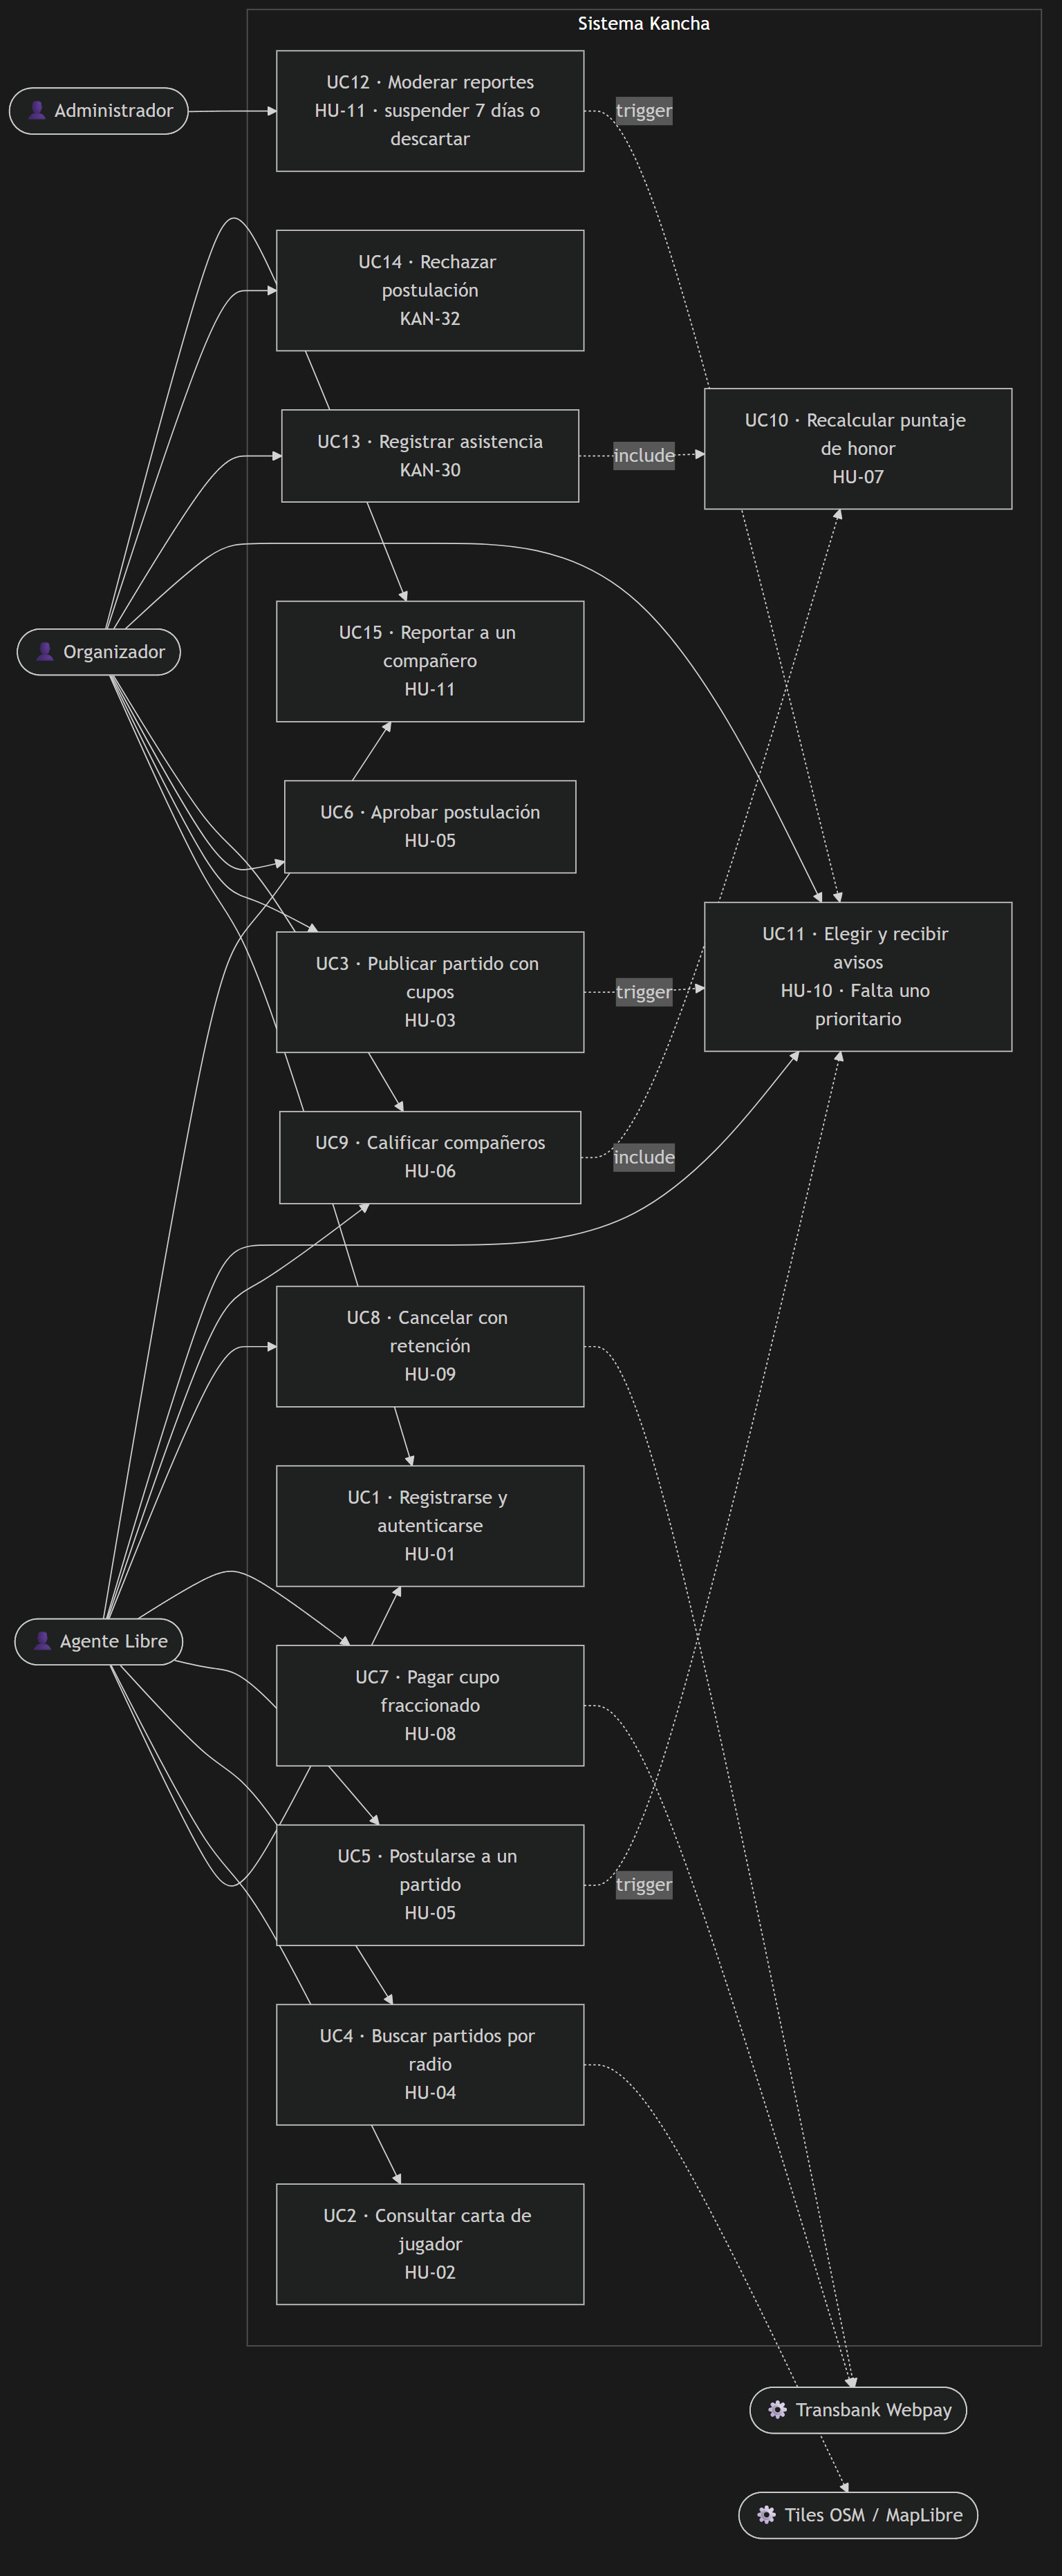 Sistema Kancha
Administrador
UC12 · Moderar reportes
HU-11 · suspender 7 días o
descartar
trigger
UC14 · Rechazar
postulación
KAN-32
UC13 · Registrar asistencia
KAN-30
include
UC10 · Recalcular puntaje
de honor
HU-07
Organizador
UC15 · Reportar a un
compañero
HU-11
UC6 · Aprobar postulación
HU-05
UC3 · Publicar partido con
cupos
HU-03
trigger
UC11 · Elegir y recibir
avisos
HU-10 · Falta uno
prioritario
UC9 · Calificar compañeros
HU-06
include
UC8 · Cancelar con
retención
HU-09
UC1 · Registrarse y
autenticarse
HU-01
Agente Libre
UC7 · Pagar cupo
fraccionado
HU-08
UC5 · Postularse a un
partido
HU-05
trigger
UC4 · Buscar partidos por
radio
HU-04
UC2 · Consultar carta de
jugador
HU-02
Transbank Webpay
Tiles OSM / MapLibre